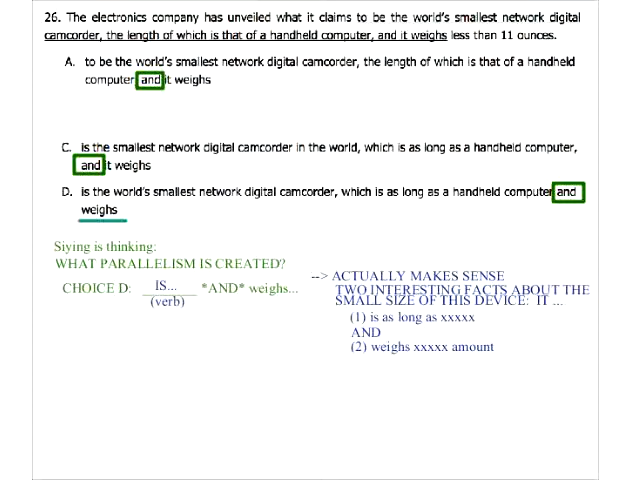 26. The electronics company has unveiled what it claims to be the world's smallest network digital
camcorder, the length of which is that of a handheld computer, and it weighs less than 11 ounces.
A. to be the world's smallest network digital camcorder, the length of which is that of a handheld
computer and it weighs
C. is the smallest network digital camcorder in the world, which is as long as a handheld computer,
and it weighs
D. is the world's smallest network digital camcorder, which is as long as a handheld computer and
weighs
Siying is thinking:
WHAT PARALLELISM IS CREATED?
CHOICE D: IS... *AND* weighs...
(verb)
--> ACTUALLY MAKES SENSE
TWO INTERESTING FACTS ABOUT THE
SMALL SIZE OF THIS DEVICE: IT ...
(1) is as long as xxxxx
AND
(2) weighs xxxxx amount